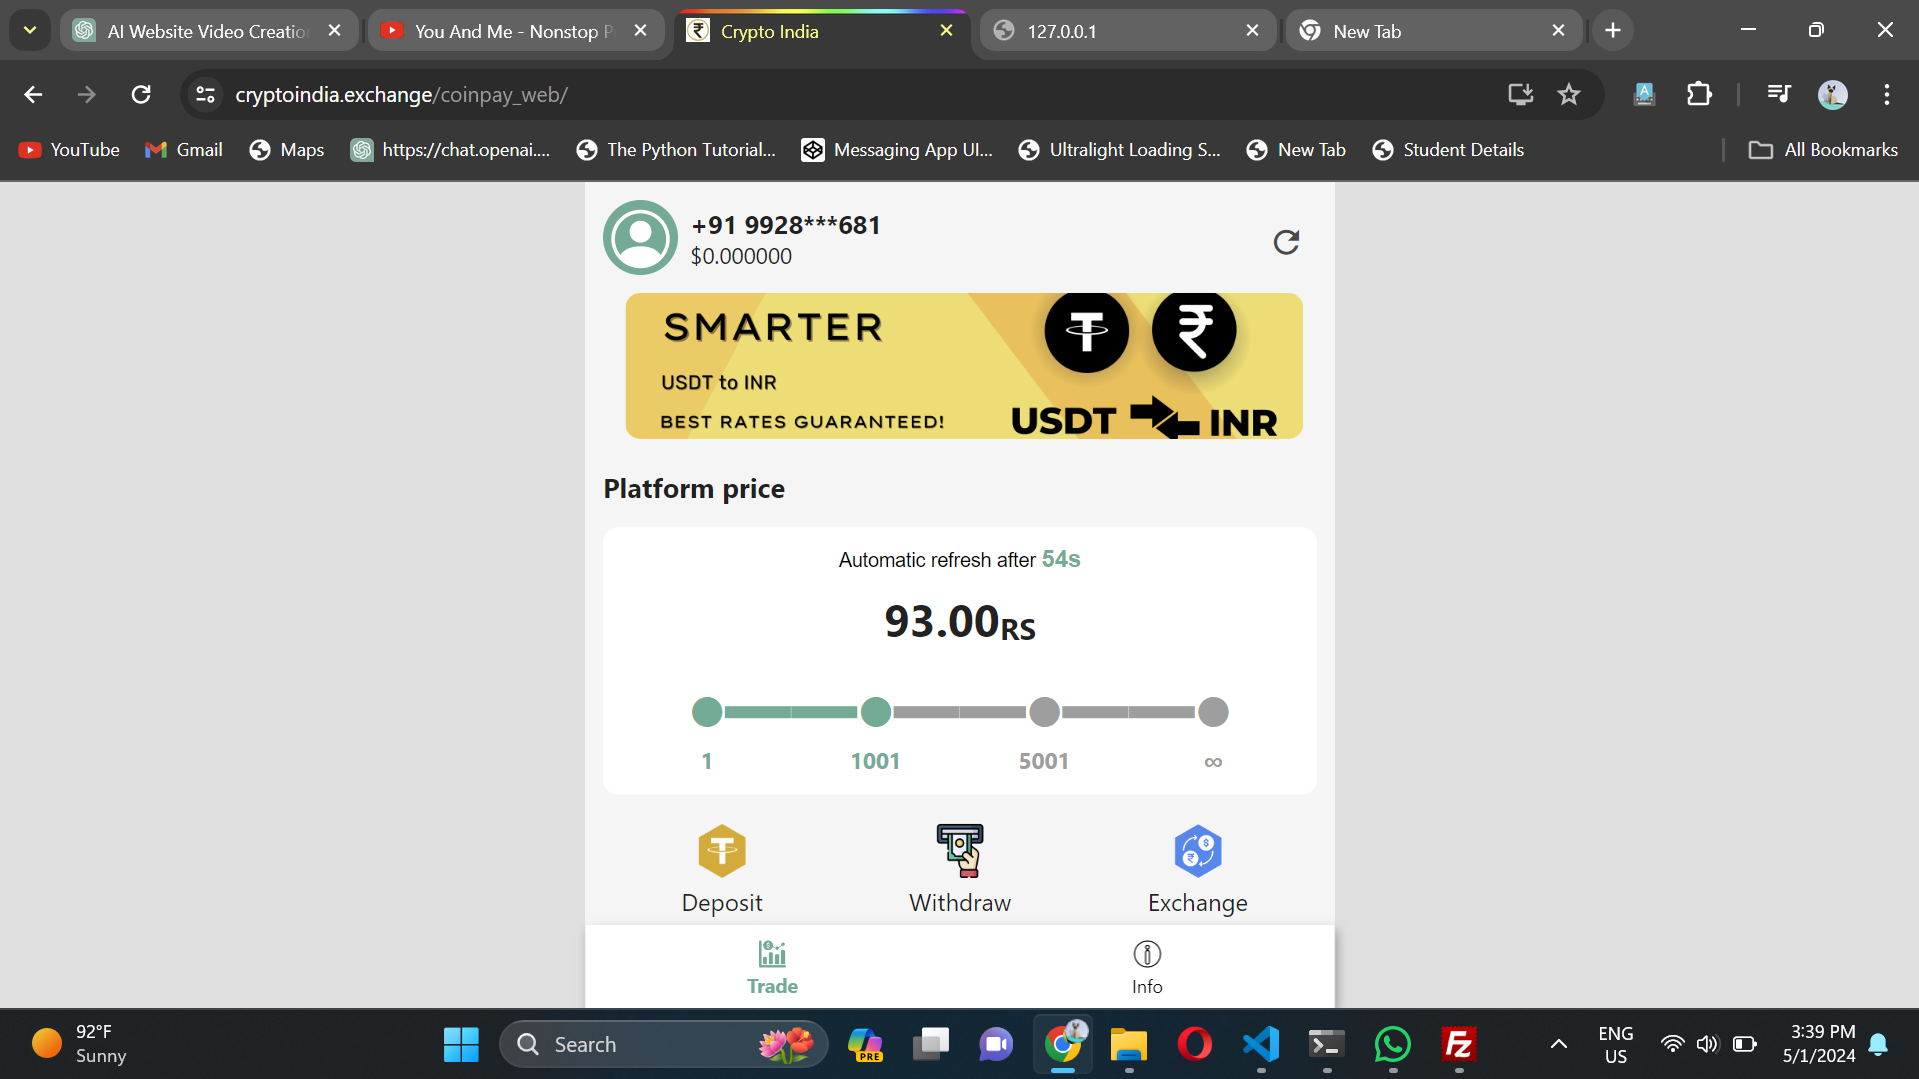 AI Website Video Creatio
You And Me - Nonstop P
Crypto India
127.0.0.1
New Tab
cryptoindia.exchange/coinpay_web/
YouTube
Gmail
Maps
https://chat.openai....
The Python Tutorial...
Messaging App UI...
Ultralight Loading S...
New Tab
Student Details
All Bookmarks
+91 9928***681
$0.000000
SMARTER
USDT to INR
BEST RATES GUARANTEED!
USDT INR
Platform price
Automatic refresh after 54s
93.00RS
1 1001 5001 ∞
Deposit Withdraw Exchange
Trade Info
92°F
Sunny
Search
PRE
ENG
US
3:39 PM
5/1/2024